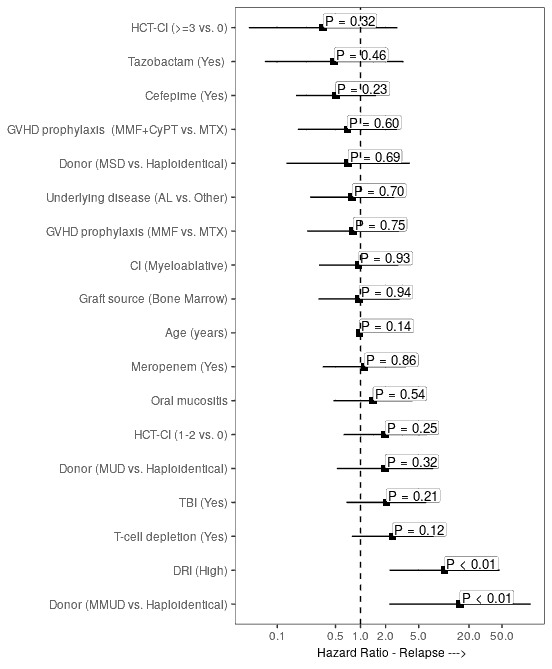 HCT-CI (>=3 vs. 0) P = 0.32
Tazobactam (Yes) P = 0.46
Cefepime (Yes) P = 0.23
GVHD prophylaxis (MMF+CyPT vs. MTX) P = 0.60
Donor (MSD vs. Haploidentical) P = 0.69
Underlying disease (AL vs. Other) P = 0.70
GVHD prophylaxis (MMF vs. MTX) P = 0.75
CI (Myeloablative) P = 0.93
Graft source (Bone Marrow) P = 0.94
Age (years) P = 0.14
Meropenem (Yes) P = 0.86
Oral mucositis P = 0.54
HCT-CI (1-2 vs. 0) P = 0.25
Donor (MUD vs. Haploidentical) P = 0.32
TBI (Yes) P = 0.21
T-cell depletion (Yes) P = 0.12
DRI (High) P < 0.01
Donor (MMUD vs. Haploidentical) P < 0.01
0.1 0.5 1.0 2.0 5.0 20.0 50.0
Hazard Ratio - Relapse --->